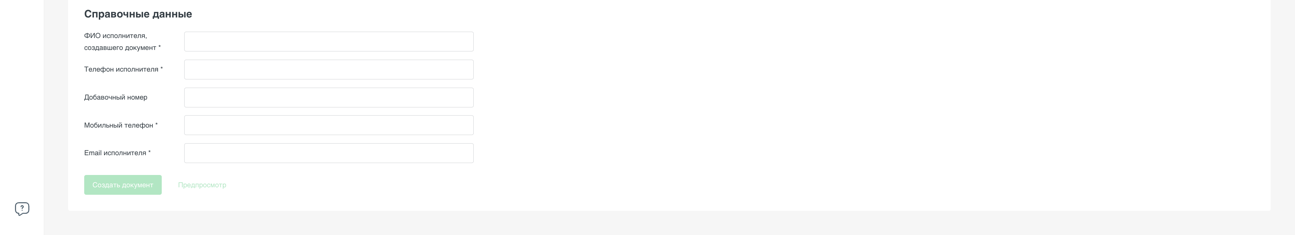 Справочные данные
ФИО исполнителя,
создавшего документ *
Телефон исполнителя *
Добавочный номер
Мобильный телефон *
Email исполнителя *
Создать документ
Предпросмотр
?